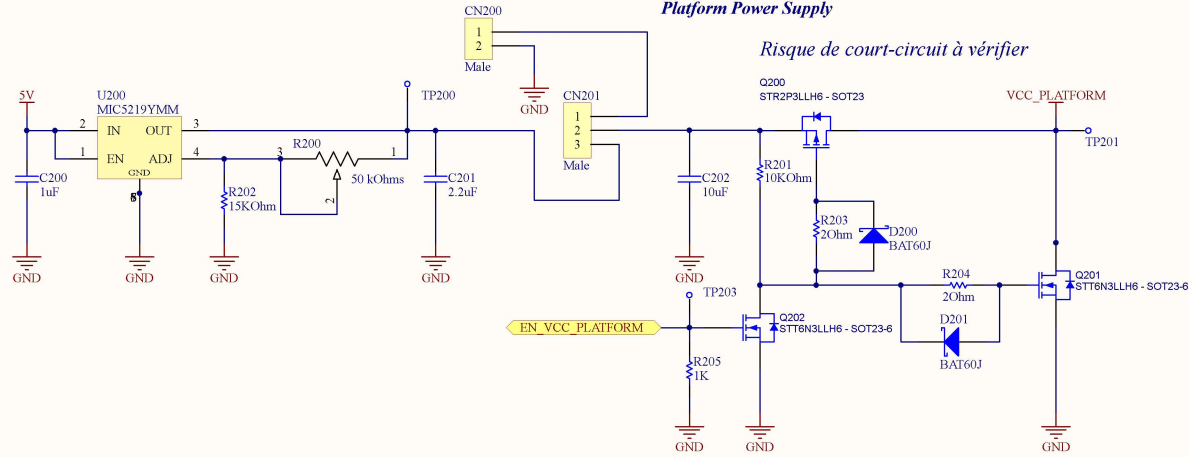 Platform Power Supply
Risque de court-circuit à vérifier
CN200
1
2
Male
GND
5V
U200
MIC5219YMM
2
IN
OUT
3
1
EN
ADJ
4
GND
C200
1uF
GND
GND
R202
15KOhm
GND
R200
3
1
2
50 kOhms
TP200
C201
2.2uF
GND
CN201
1
2
3
Male
C202
10uF
GND
Q200
STR2P3LLH6 - SOT23
VCC_PLATFORM
TP201
R201
10KOhm
R203
2Ohm
D200
BAT60J
R204
2Ohm
D201
BAT60J
Q201
STT6N3LLH6 - SOT23-6
GND
TP203
EN_VCC_PLATFORM
R205
1K
GND
Q202
STT6N3LLH6 - SOT23-6
GND